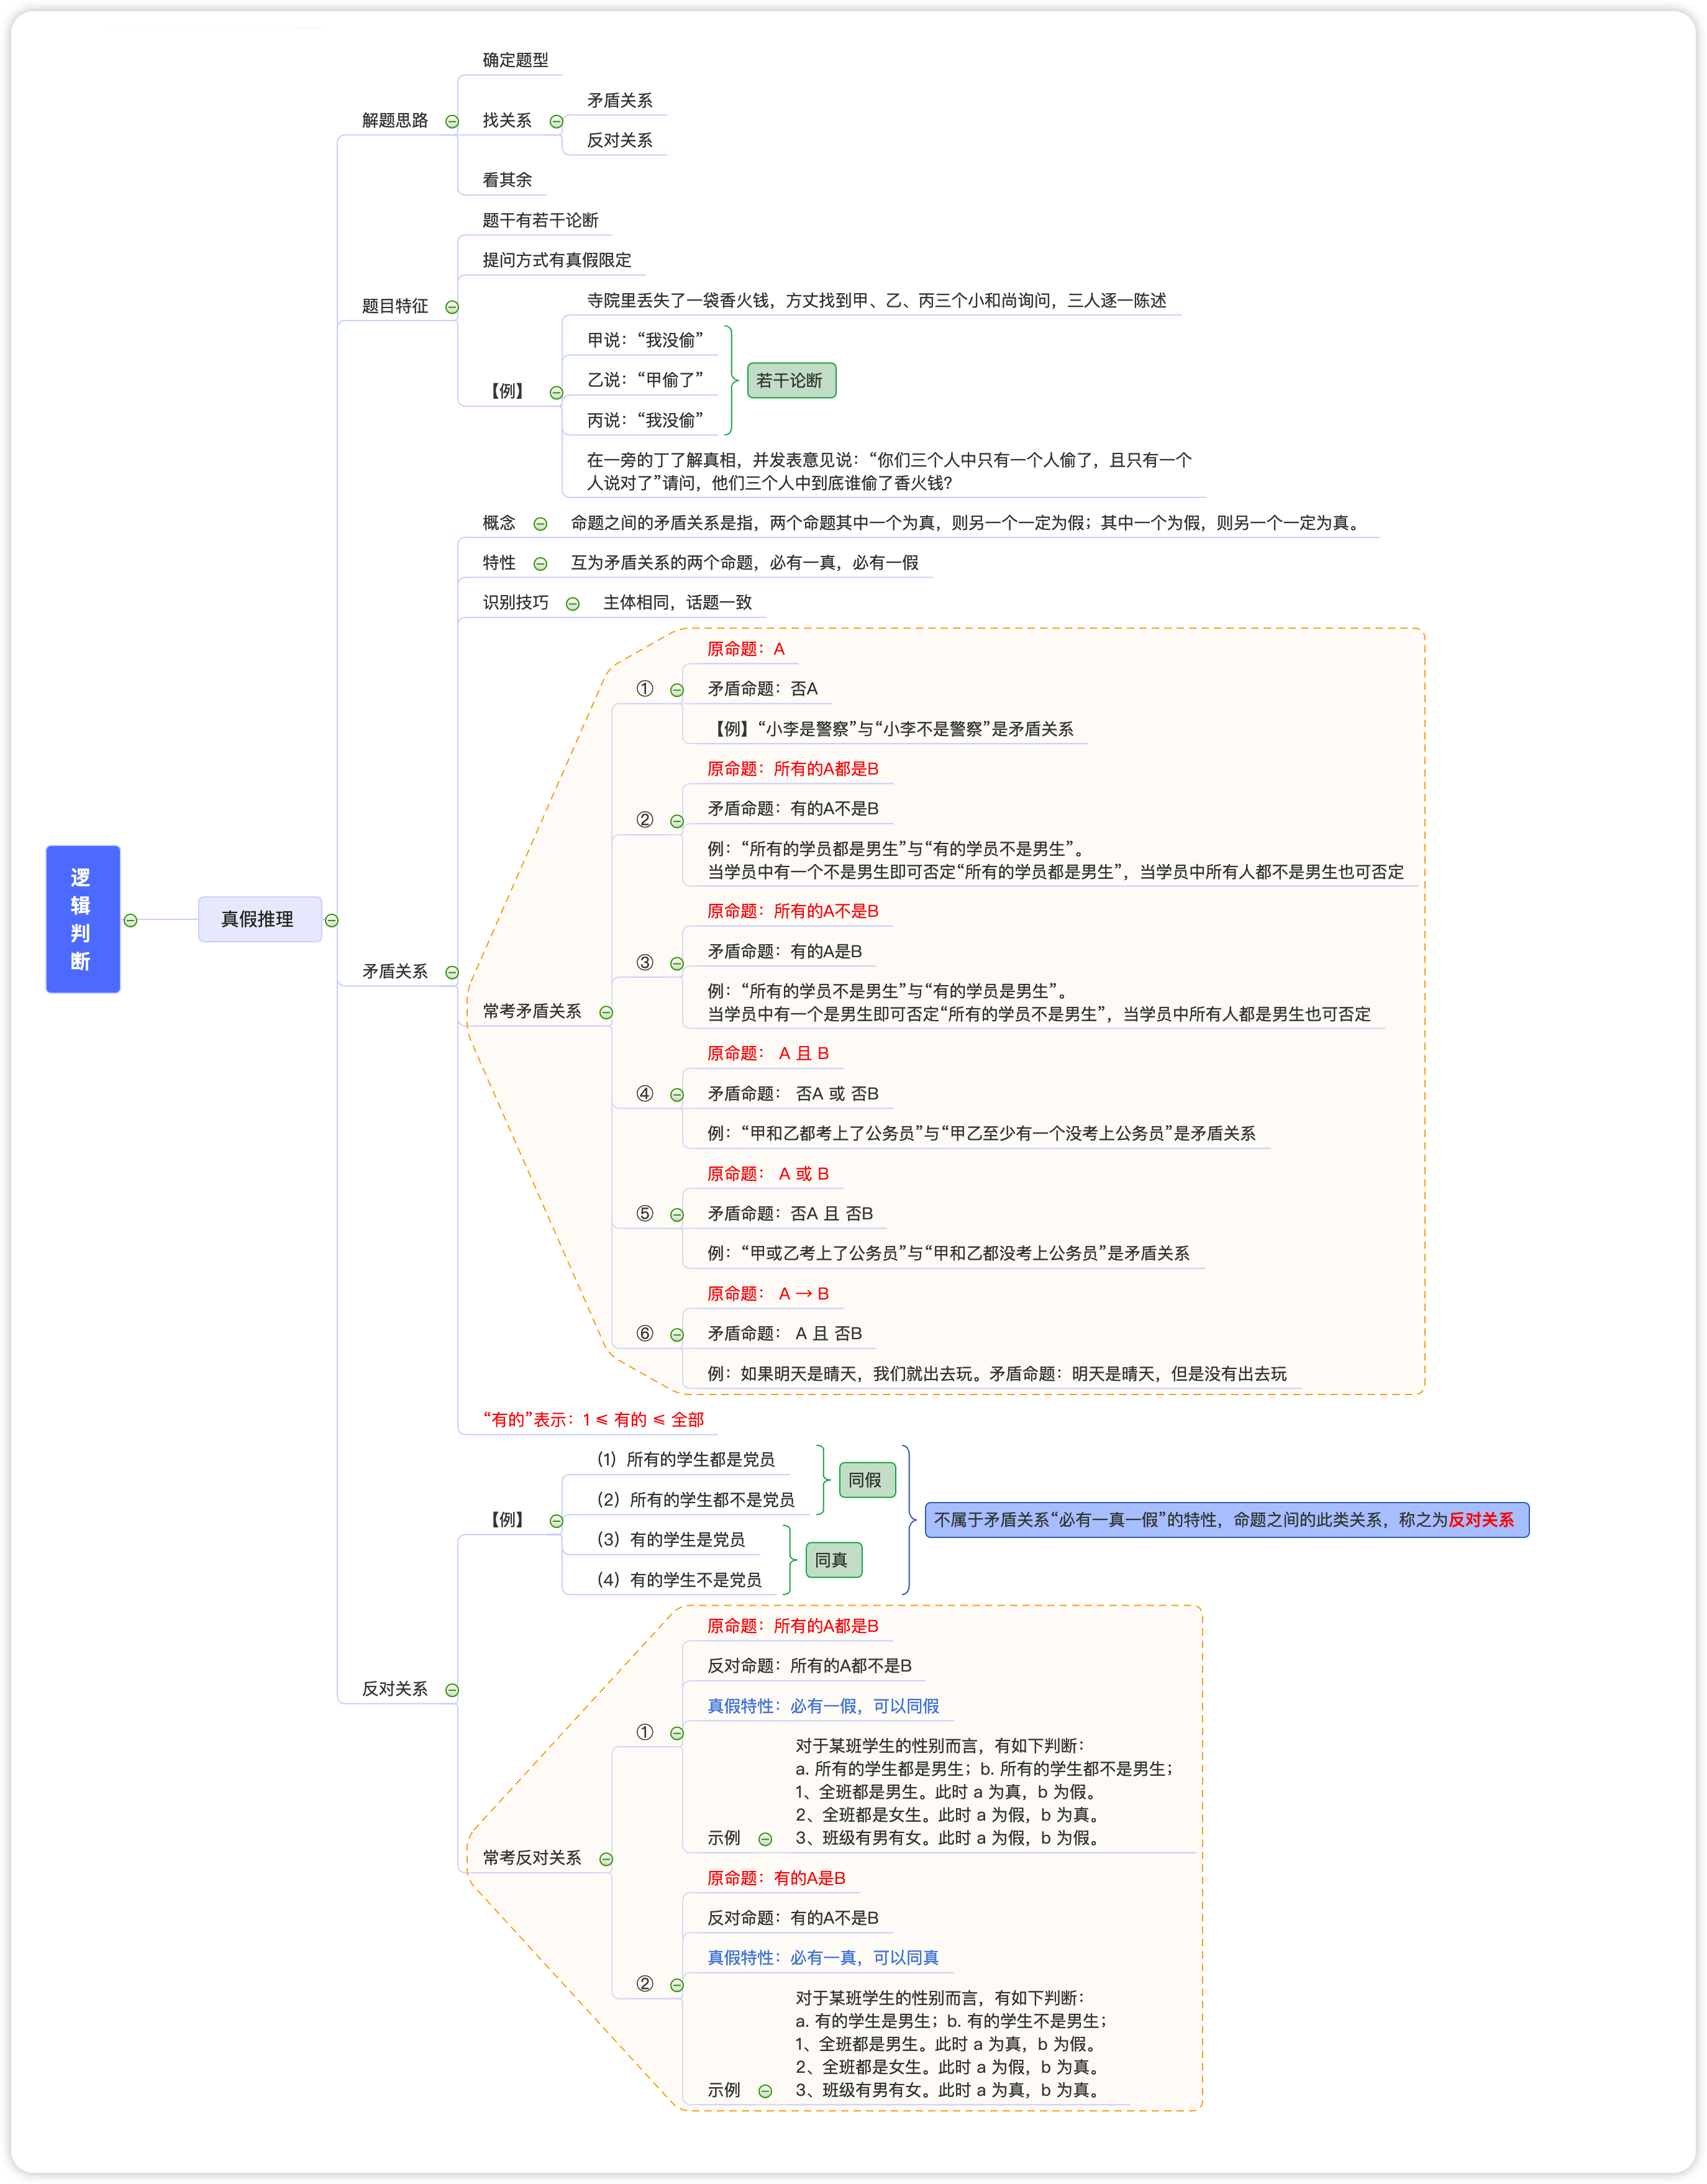 逻辑判断
真假推理
解题思路
确定题型
找关系
矛盾关系
反对关系
看其余
题目特征
题干有若干论断
提问方式有真假限定
【例】
寺院里丢失了一袋香火钱，方丈找到甲、乙、丙三个小和尚询问，三人逐一陈述
甲说：“我没偷”
乙说：“甲偷了”
丙说：“我没偷”
若干论断
在一旁的丁了解真相，并发表意见说：“你们三个人中只有一个人偷了，且只有一个
人说对了”请问，他们三个人中到底谁偷了香火钱?
矛盾关系
概念
命题之间的矛盾关系是指，两个命题其中一个为真，则另一个一定为假；其中一个为假，则另一个一定为真。
特性
互为矛盾关系的两个命题，必有一真，必有一假
识别技巧
主体相同，话题一致
常考矛盾关系
①
原命题：A
矛盾命题：否A
【例】“小李是警察”与“小李不是警察”是矛盾关系
②
原命题：所有的A都是B
矛盾命题：有的A不是B
例：“所有的学员都是男生”与“有的学员不是男生”。
当学员中有一个不是男生即可否定“所有的学员都是男生”，当学员中所有人都不是男生也可否定
③
原命题：所有的A不是B
矛盾命题：有的A是B
例：“所有的学员不是男生”与“有的学员是男生”。
当学员中有一个是男生即可否定“所有的学员不是男生”，当学员中所有人都是男生也可否定
④
原命题： A 且 B
矛盾命题： 否A 或 否B
例：“甲和乙都考上了公务员”与“甲乙至少有一个没考上公务员”是矛盾关系
⑤
原命题： A 或 B
矛盾命题：否A 且 否B
例：“甲或乙考上了公务员”与“甲和乙都没考上公务员”是矛盾关系
⑥
原命题： A → B
矛盾命题： A 且 否B
例：如果明天是晴天，我们就出去玩。矛盾命题：明天是晴天，但是没有出去玩
“有的”表示：1 ≤ 有的 ≤ 全部
反对关系
【例】
（1）所有的学生都是党员
（2）所有的学生都不是党员
同假
（3）有的学生是党员
（4）有的学生不是党员
同真
不属于矛盾关系“必有一真一假”的特性，命题之间的此类关系，称之为反对关系
常考反对关系
①
原命题：所有的A都是B
反对命题：所有的A都不是B
真假特性：必有一假，可以同假
示例
对于某班学生的性别而言，有如下判断：
a. 所有的学生都是男生；b. 所有的学生都不是男生；
1、全班都是男生。此时 a 为真，b 为假。
2、全班都是女生。此时 a 为假，b 为真。
3、班级有男有女。此时 a 为假，b 为假。
②
原命题：有的A是B
反对命题：有的A不是B
真假特性：必有一真，可以同真
示例
对于某班学生的性别而言，有如下判断：
a. 有的学生是男生；b. 有的学生不是男生；
1、全班都是男生。此时 a 为真，b 为假。
2、全班都是女生。此时 a 为假，b 为真。
3、班级有男有女。此时 a 为真，b 为真。